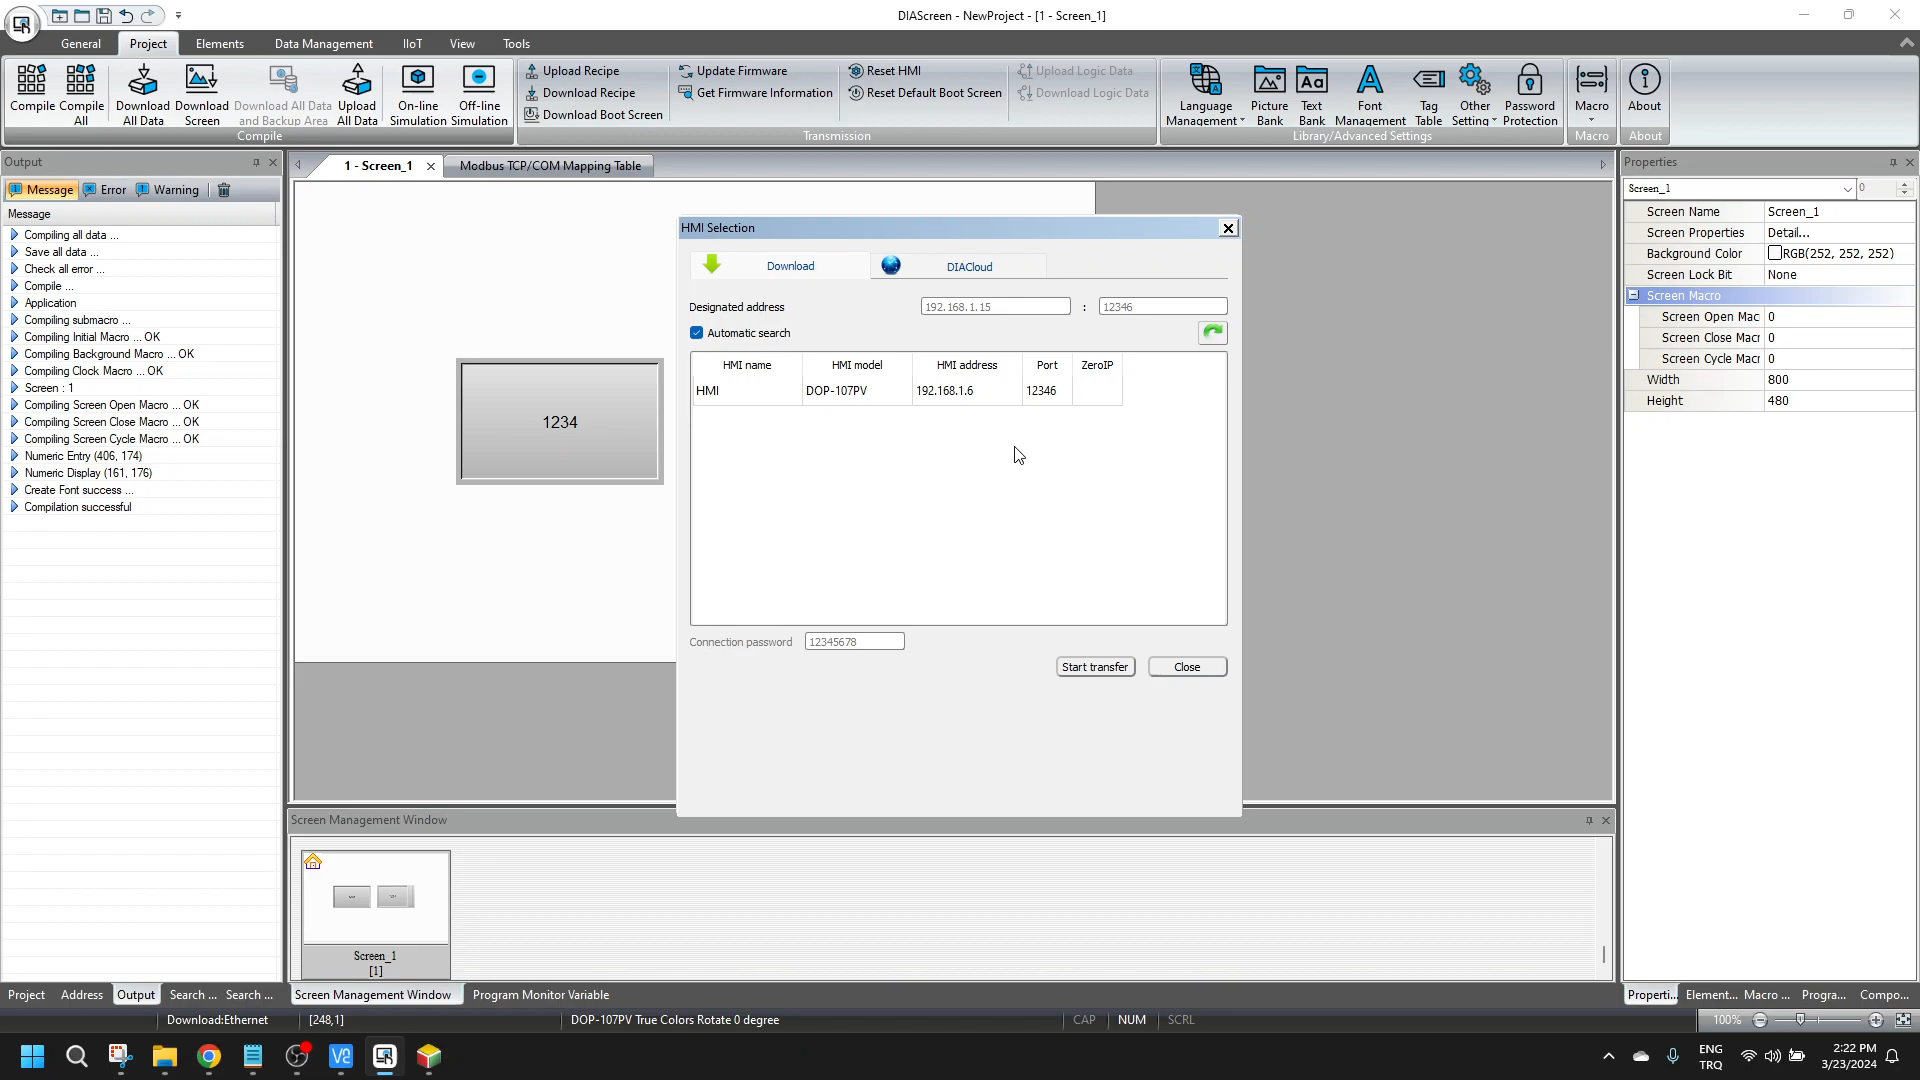 DIAScreen - NewProject - [1 - Screen_1]
General Project Elements Data Management IIoT View Tools
Compile
Compile All
Download All Data
Download Screen
Download All Data and Backup Area
Upload All Data
On-line Simulation
Off-line Simulation
Compile
Upload Recipe
Download Recipe
Download Boot Screen
Update Firmware
Get Firmware Information
Reset HMI
Reset Default Boot Screen
Upload Logic Data
Download Logic Data
Transmission
Language Management
Picture Bank
Text Bank
Font Management
Tag Table
Other Setting
Password Protection
Library/Advanced Settings
Macro
Macro
About
About
Output
Message Error Warning
Message
Compiling all data ...
Save all data ...
Check all error ...
Compile ...
Application
Compiling submacro ...
Compiling Initial Macro ... OK
Compiling Background Macro ... OK
Compiling Clock Macro ... OK
Screen : 1
Compiling Screen Open Macro ... OK
Compiling Screen Close Macro ... OK
Compiling Screen Cycle Macro ... OK
Numeric Entry (406, 174)
Numeric Display (161, 176)
Create Font success ...
Compilation successful
1 - Screen_1
Modbus TCP/COM Mapping Table
1234
HMI Selection
Download
DIACloud
Designated address 192.168.1.15 : 12346
Automatic search
HMI name HMI model HMI address Port ZeroIP
HMI DOP-107PV 192.168.1.6 12346
Connection password 12345678
Start transfer Close
Properties
Screen_1 0
Screen Name Screen_1
Screen Properties Detail...
Background Color RGB(252, 252, 252)
Screen Lock Bit None
Screen Macro
Screen Open Mac 0
Screen Close Macr 0
Screen Cycle Macr 0
Width 800
Height 480
Screen Management Window
Screen_1
[1]
Project Address Output Search ... Search ...
Screen Management Window Program Monitor Variable
Properti... Element... Macro ... Progra... Compo...
Download:Ethernet [248,1] DOP-107PV True Colors Rotate 0 degree CAP NUM SCRL 100%
ENG
TRQ
2:22 PM
3/23/2024